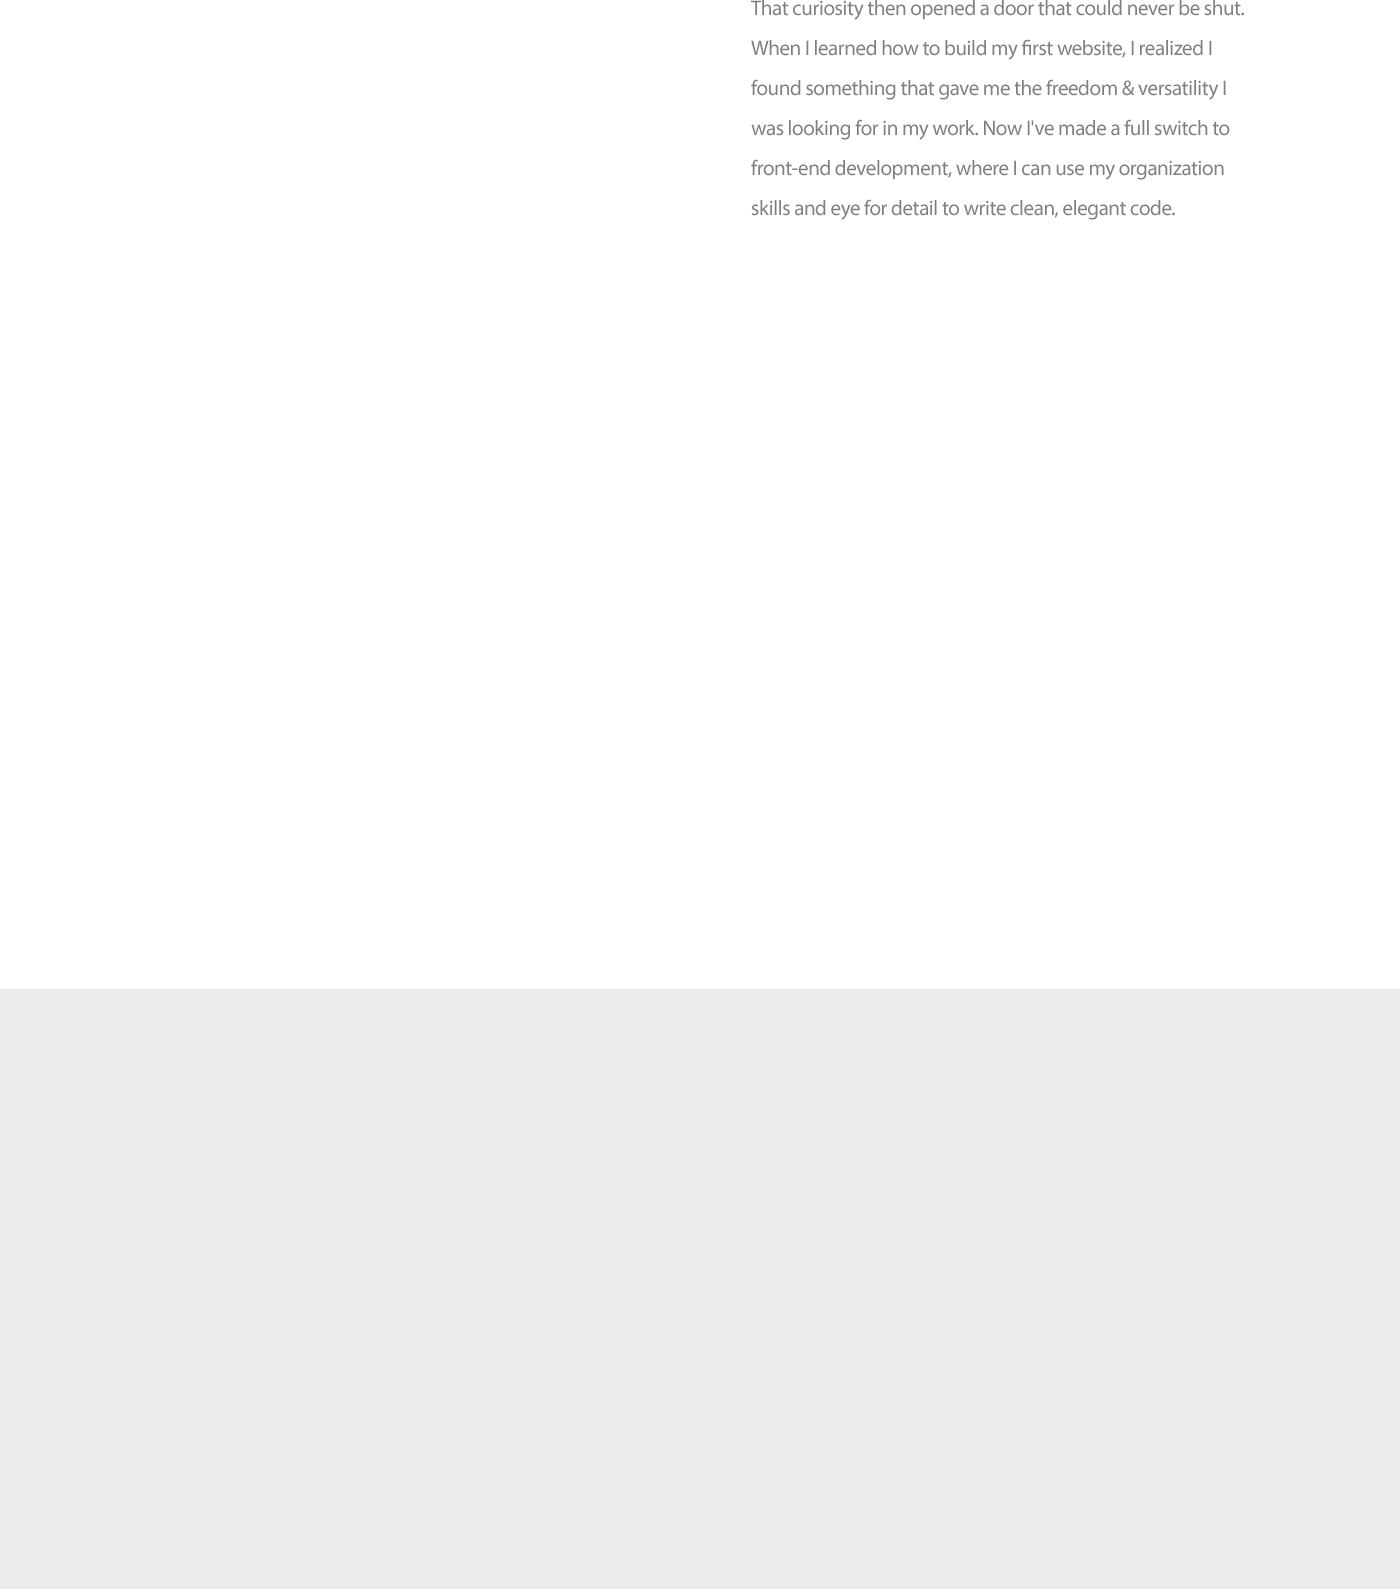 That curiosity then opened a door that could never be shut.
When I learned how to build my first website, I realized I
found something that gave me the freedom & versatility I
was looking for in my work. Now I've made a full switch to
front-end development, where I can use my organization
skills and eye for detail to write clean, elegant code.